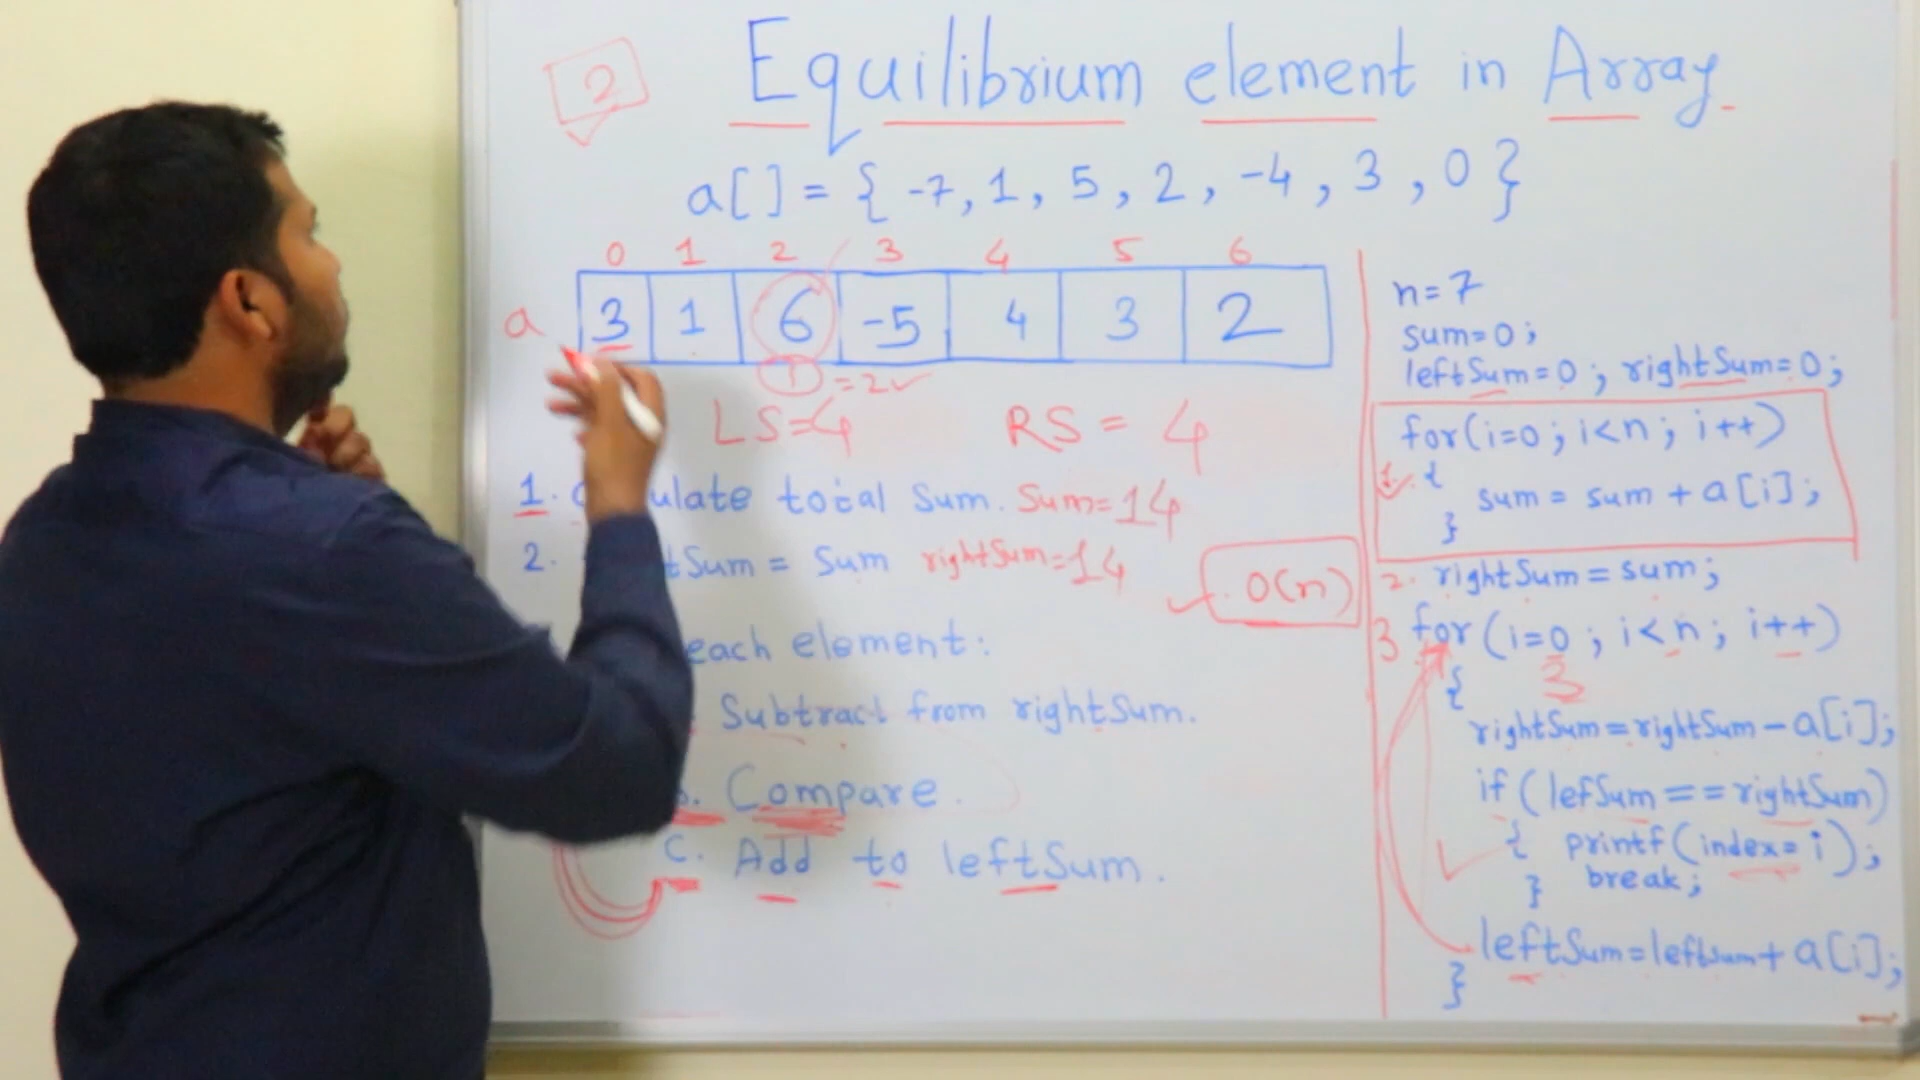 2
Equilibrium element in Array
a[] = { -7, 1, 5, 2, -4, 3, 0 }
0 1 2 3 4 5 6
a 3 1 6 -5 4 3 2
= 2
LS=4 RS = 4
1. ulate total Sum. Sum=14
2. tSum = Sum rightSum=14
O(n)
each element:
Subtract from rightSum.
Compare.
C. Add to leftSum.
n=7
sum=0;
leftSum=0; rightSum=0;
for(i=0; i<n; i++)
1. {
sum = sum + a[i];
}
2. rightSum = sum;
3 for (i=0; i<n; i++)
3
{
rightSum=rightSum-a[i];
if (lefSum==rightSum)
{ printf(index=i);
break;
}
leftSum=leftsum+ a[i];
}